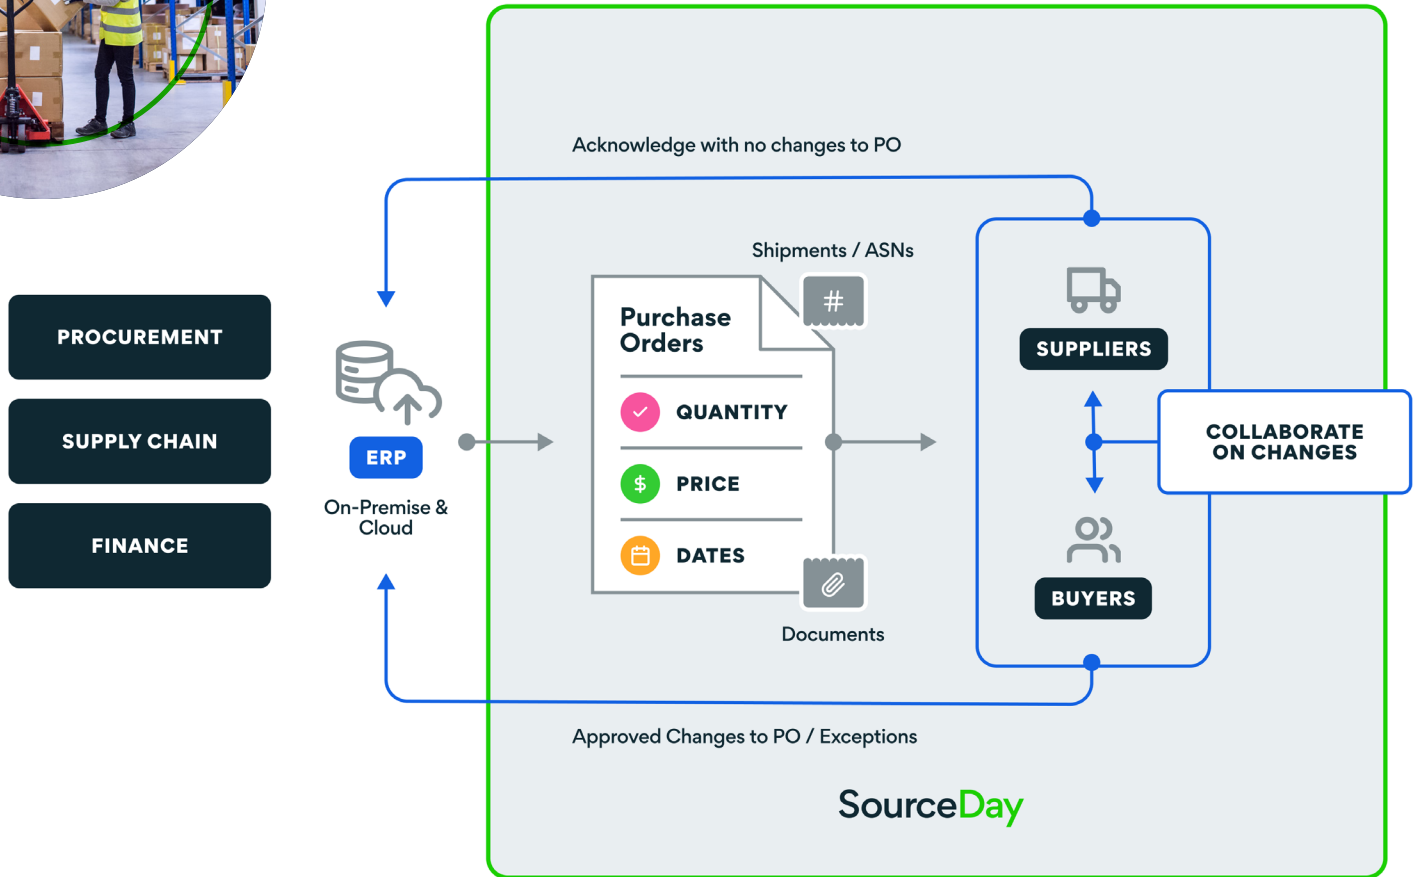 Acknowledge with no changes to PO
Shipments / ASNs
PROCUREMENT
SUPPLY CHAIN
FINANCE
ERP
On-Premise &
Cloud
Purchase
Orders
QUANTITY
$
PRICE
DATES
#
Documents
SUPPLIERS
COLLABORATE
ON CHANGES
BUYERS
Approved Changes to PO / Exceptions
SourceDay